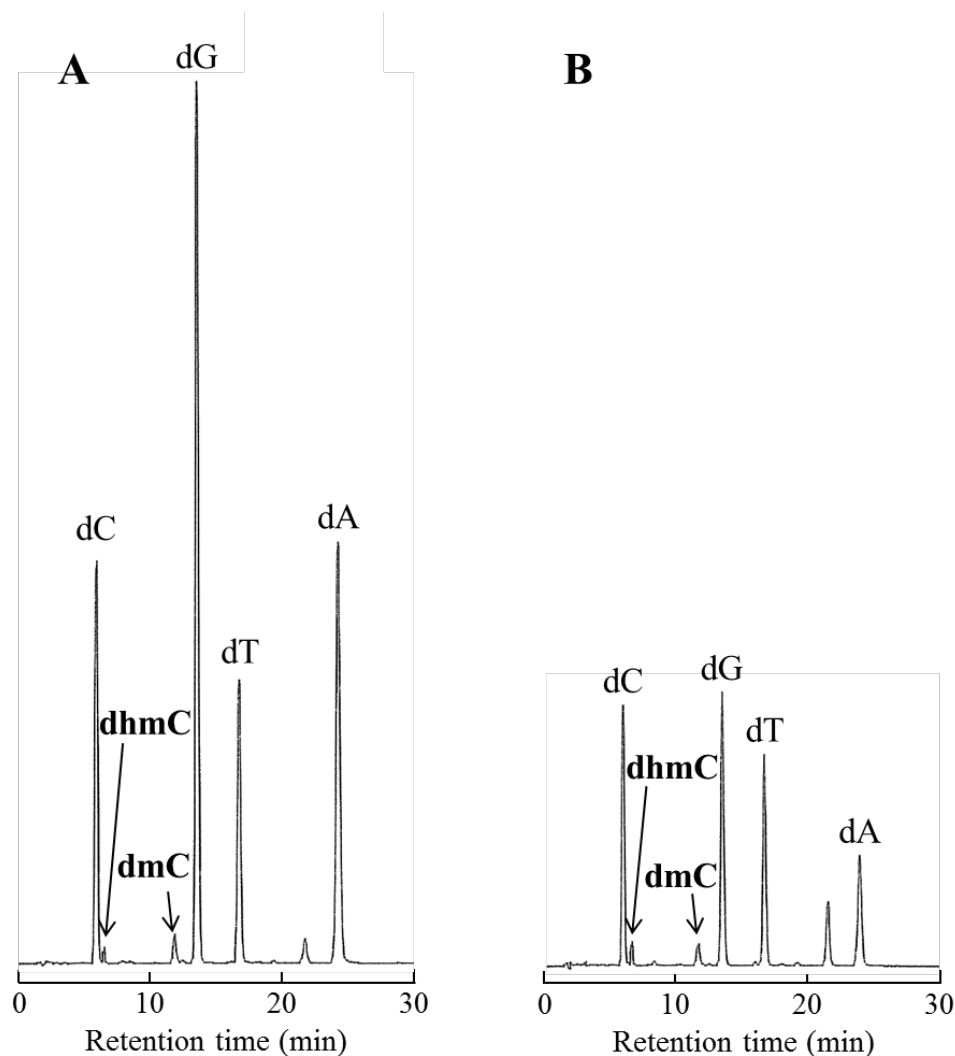 A
dG
dC
dA
dT
dhmC
dmC
0 10 20 30
Retention time (min)
B
dC
dG
dT
dhmC
dA
dmC
0 10 20 30
Retention time (min)